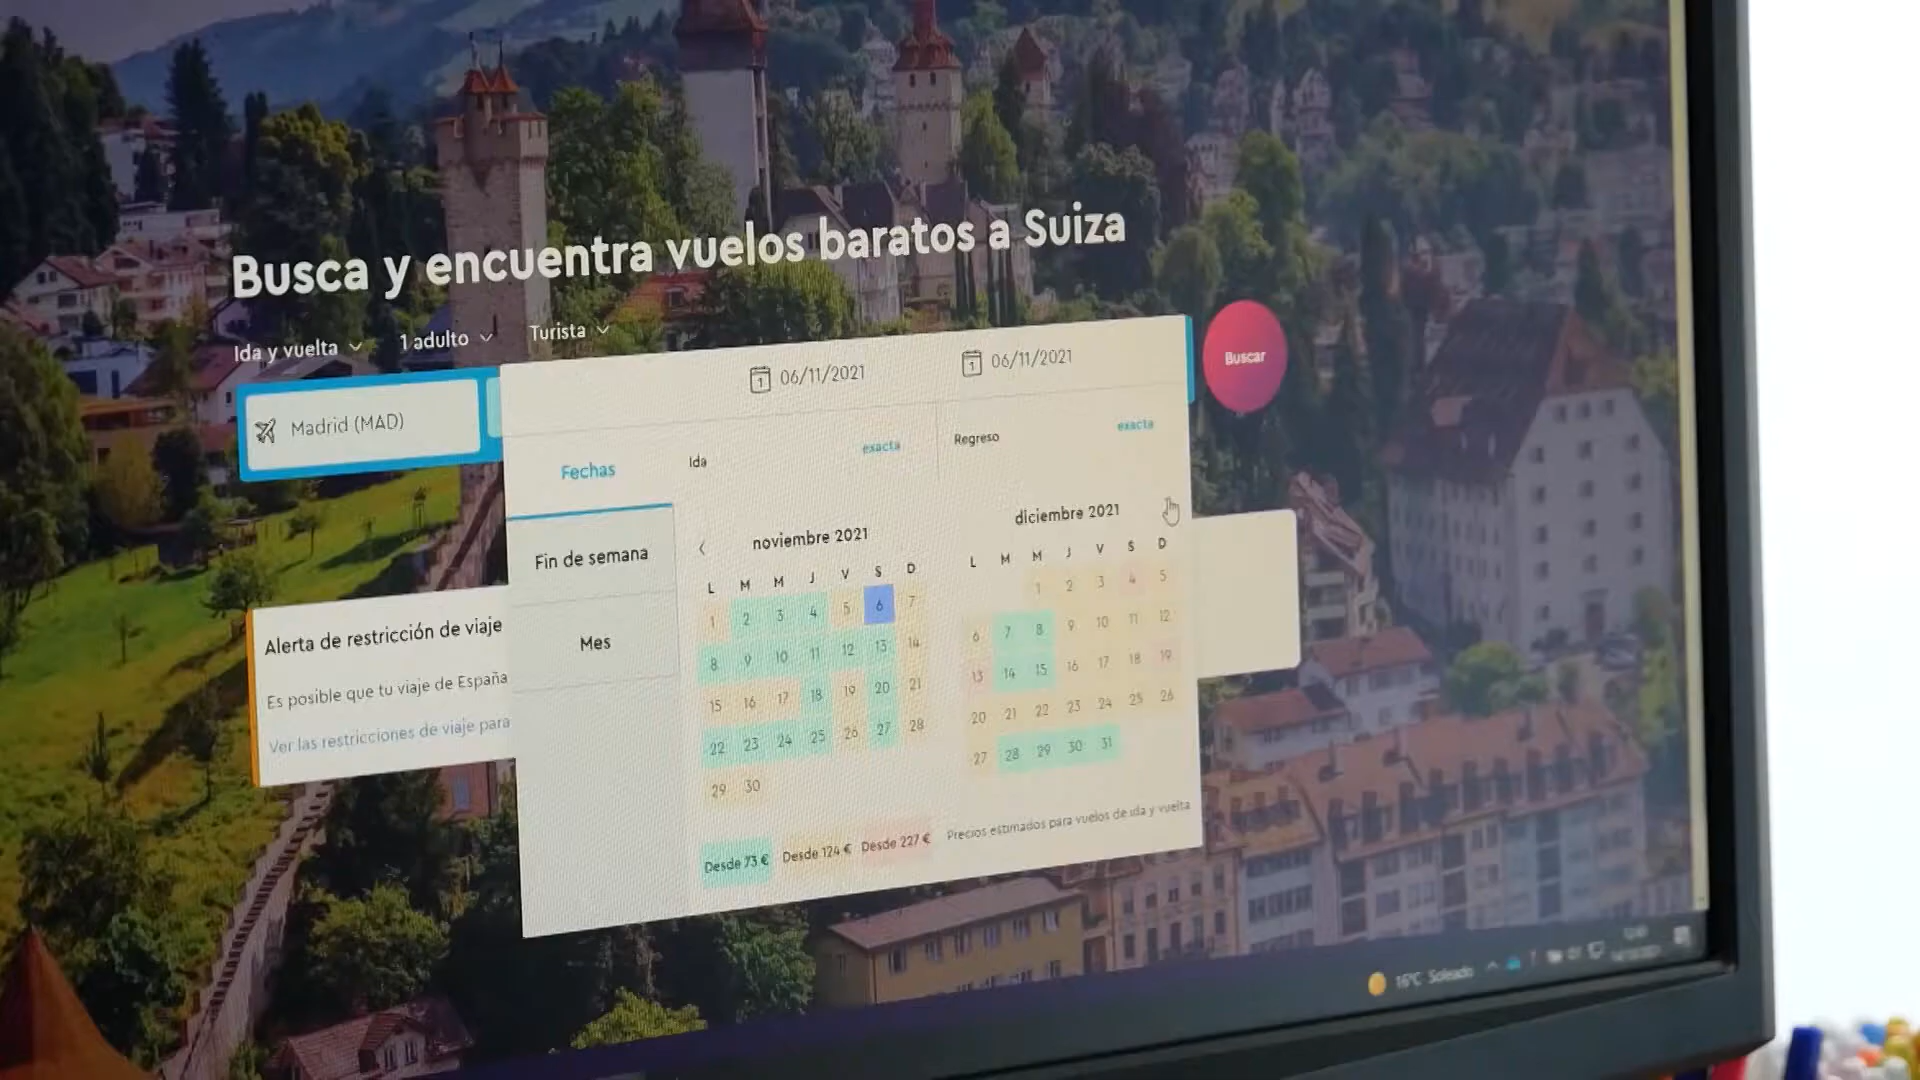 Busca y encuentra vuelos baratos a Suiza
Ida y vuelta 1 adulto Turista
Madrid (MAD)
1 06/11/2021 1 06/11/2021
Buscar
Fechas
Ida exacta Regreso exacta
Fin de semana
Mes
noviembre 2021
L M M J V S D
1 2 3 4 5 6 7
8 9 10 11 12 13 14
15 16 17 18 19 20 21
22 23 24 25 26 27 28
29 30
diciembre 2021
L M M J V S D
1 2 3 4 5
6 7 8 9 10 11 12
13 14 15 16 17 18 19
20 21 22 23 24 25 26
27 28 29 30 31
Desde 73 € Desde 124 € Desde 227 € Precios estimados para vuelos de ida y vuelta
Alerta de restricción de viaje
Es posible que tu viaje de España
Ver las restricciones de viaje para
16°C Soleado